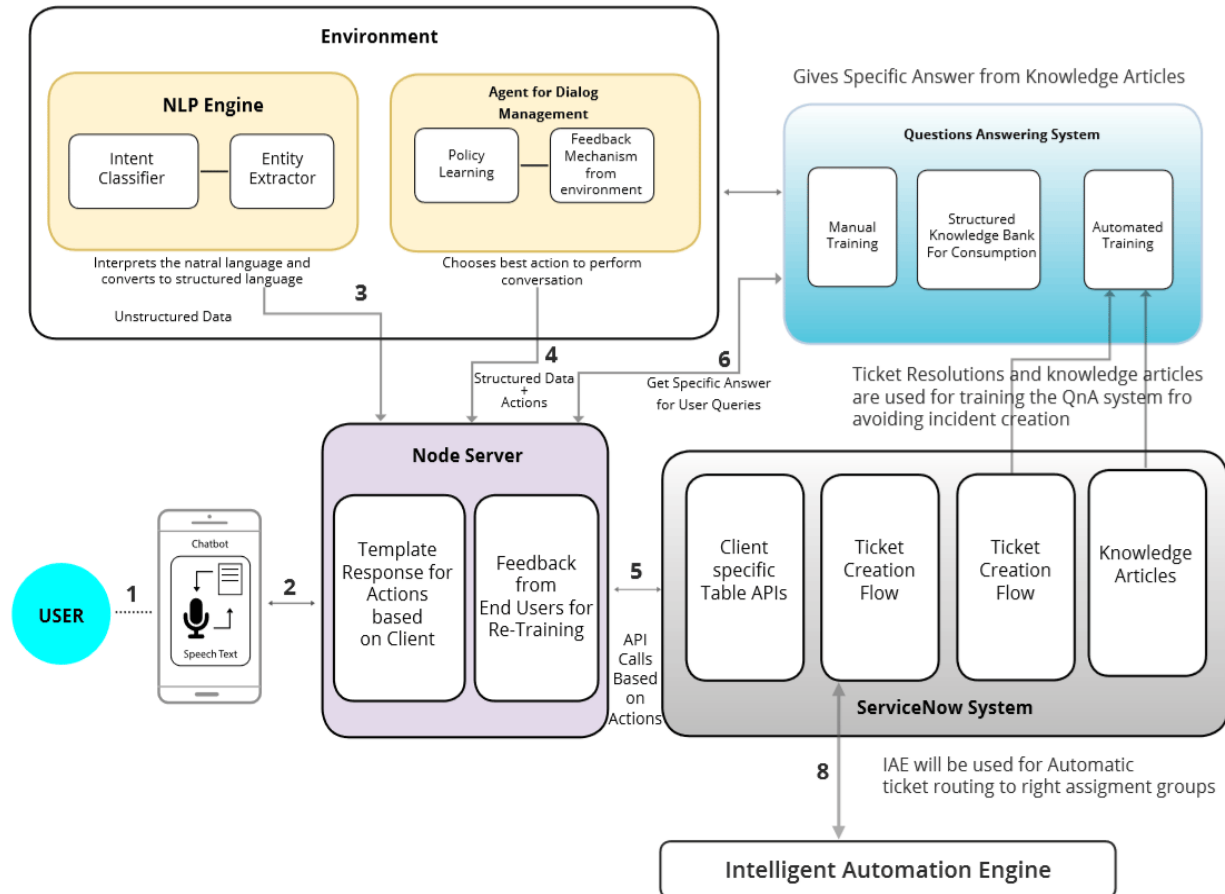 Environment
NLP Engine
Intent
Classifier
Entity
Extractor
Interprets the natral language and
converts to structured language
3
Unstructured Data
Agent for Dialog
Management
Policy
Learning
Feedback
Mechanism
from
environment
Chooses best action to perform
conversation
4
Structured Data
+
Actions
Gives Specific Answer from Knowledge Articles
Questions Answering System
Manual
Training
Structured
Knowledge Bank
For Consumption
Automated
Training
6
Get Specific Answer
for User Queries
Ticket Resolutions and knowledge articles
are used for training the QnA system fro
avoiding incident creation
USER
1
Chatbot
Speech Text
2
Node Server
Template
Response for
Actions
based
on Client
Feedback
from
End Users for
Re-Training
5
API
Calls
Based
on
Actions
Client
specific
Table APIs
Ticket
Creation
Flow
Ticket
Creation
Flow
Knowledge
Articles
ServiceNow System
8
IAE will be used for Automatic
ticket routing to right assigment groups
Intelligent Automation Engine